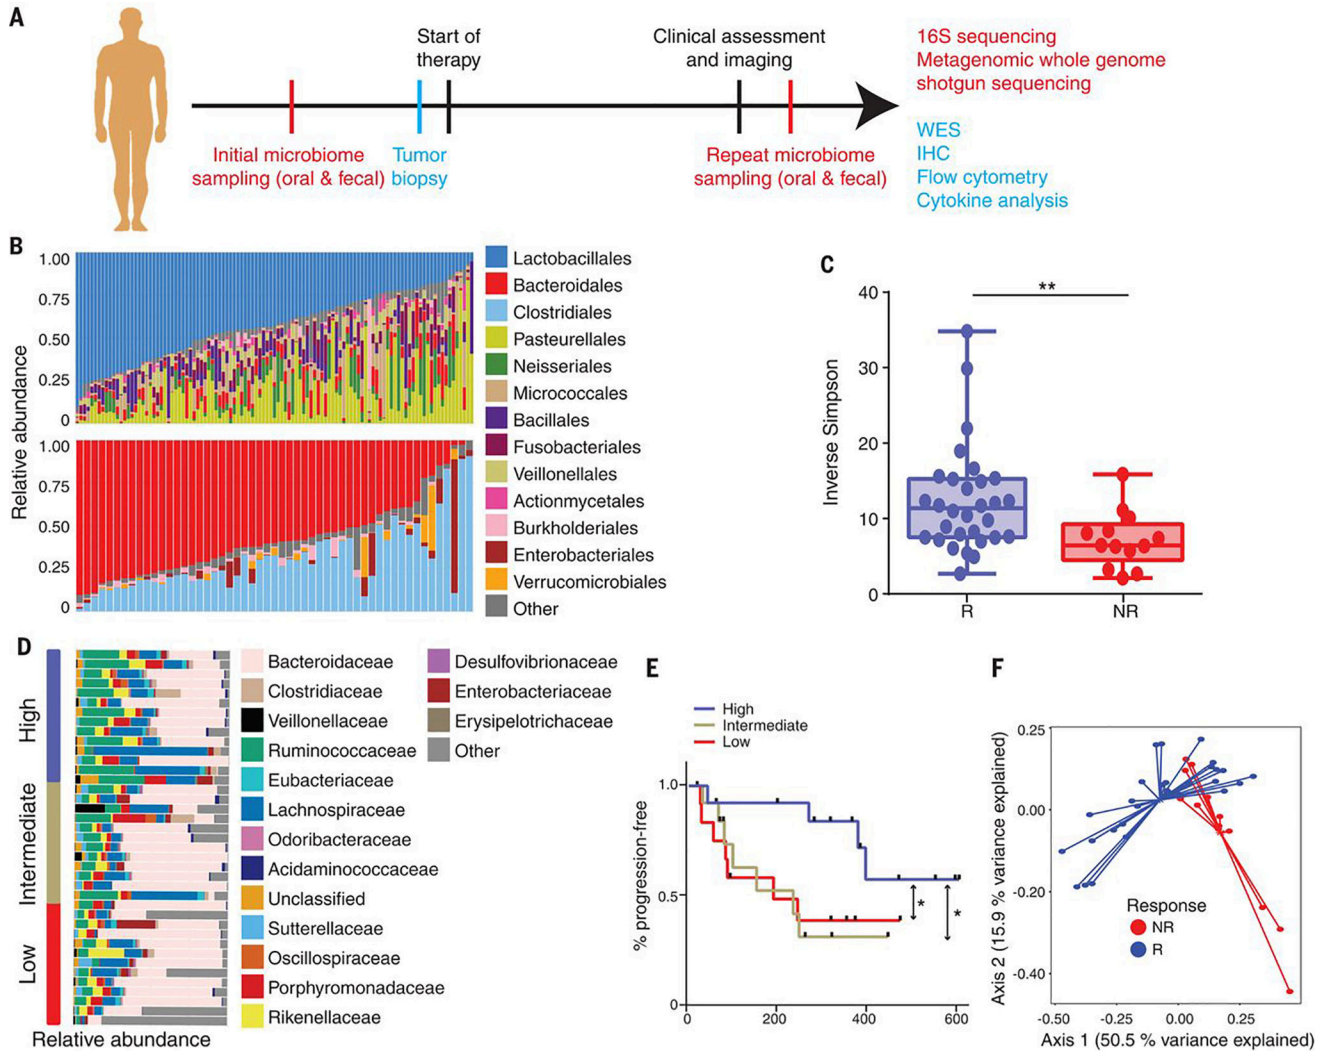 A
Start of
therapy
Clinical assessment
and imaging
Initial microbiome
sampling (oral & fecal)
Tumor
biopsy
Repeat microbiome
sampling (oral & fecal)
16S sequencing
Metagenomic whole genome
shotgun sequencing
WES
IHC
Flow cytometry
Cytokine analysis
B
Relative abundance
1.00
0.75
0.50
0.25
0
1.00
0.75
0.50
0.25
0
Lactobacillales
Bacteroidales
Clostridiales
Pasteurellales
Neisseriales
Micrococcales
Bacillales
Fusobacteriales
Veillonellales
Actionmycetales
Burkholderiales
Enterobacteriales
Verrucomicrobiales
Other
C
Inverse Simpson
40
30
20
10
0
**
R
NR
D
High
Intermediate
Low
Relative abundance
Bacteroidaceae
Clostridiaceae
Veillonellaceae
Ruminococcaceae
Eubacteriaceae
Lachnospiraceae
Odoribacteraceae
Acidaminococcaceae
Unclassified
Sutterellaceae
Oscillospiraceae
Porphyromonadaceae
Rikenellaceae
Desulfovibrionaceae
Enterobacteriaceae
Erysipelotrichaceae
Other
E
High
Intermediate
Low
% progression-free
1.0
0.5
0
0
200
400
600
*
*
F
Axis 2 (15.9 % variance explained)
0.25
0.00
-0.20
-0.40
Response
NR
R
-0.50
-0.25
0.00
0.25
Axis 1 (50.5 % variance explained)